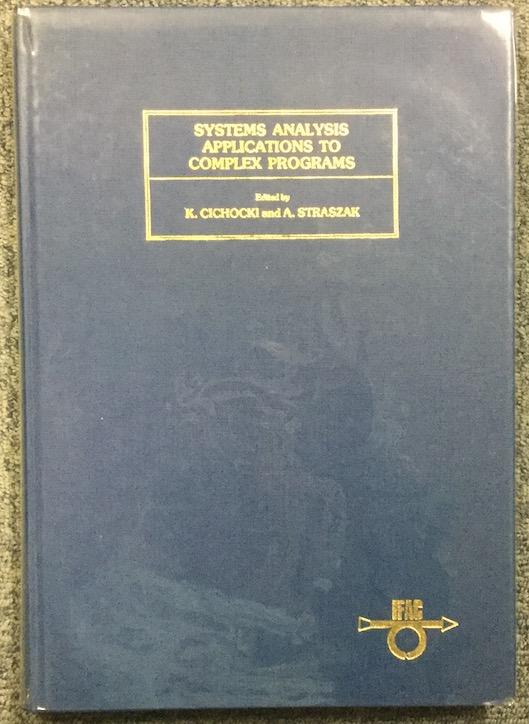 SYSTEMS ANALYSIS
APPLICATIONS TO
COMPLEX PROGRAMS
Edited by
K. CICHOCKI and A. STRASZAK
IFAC